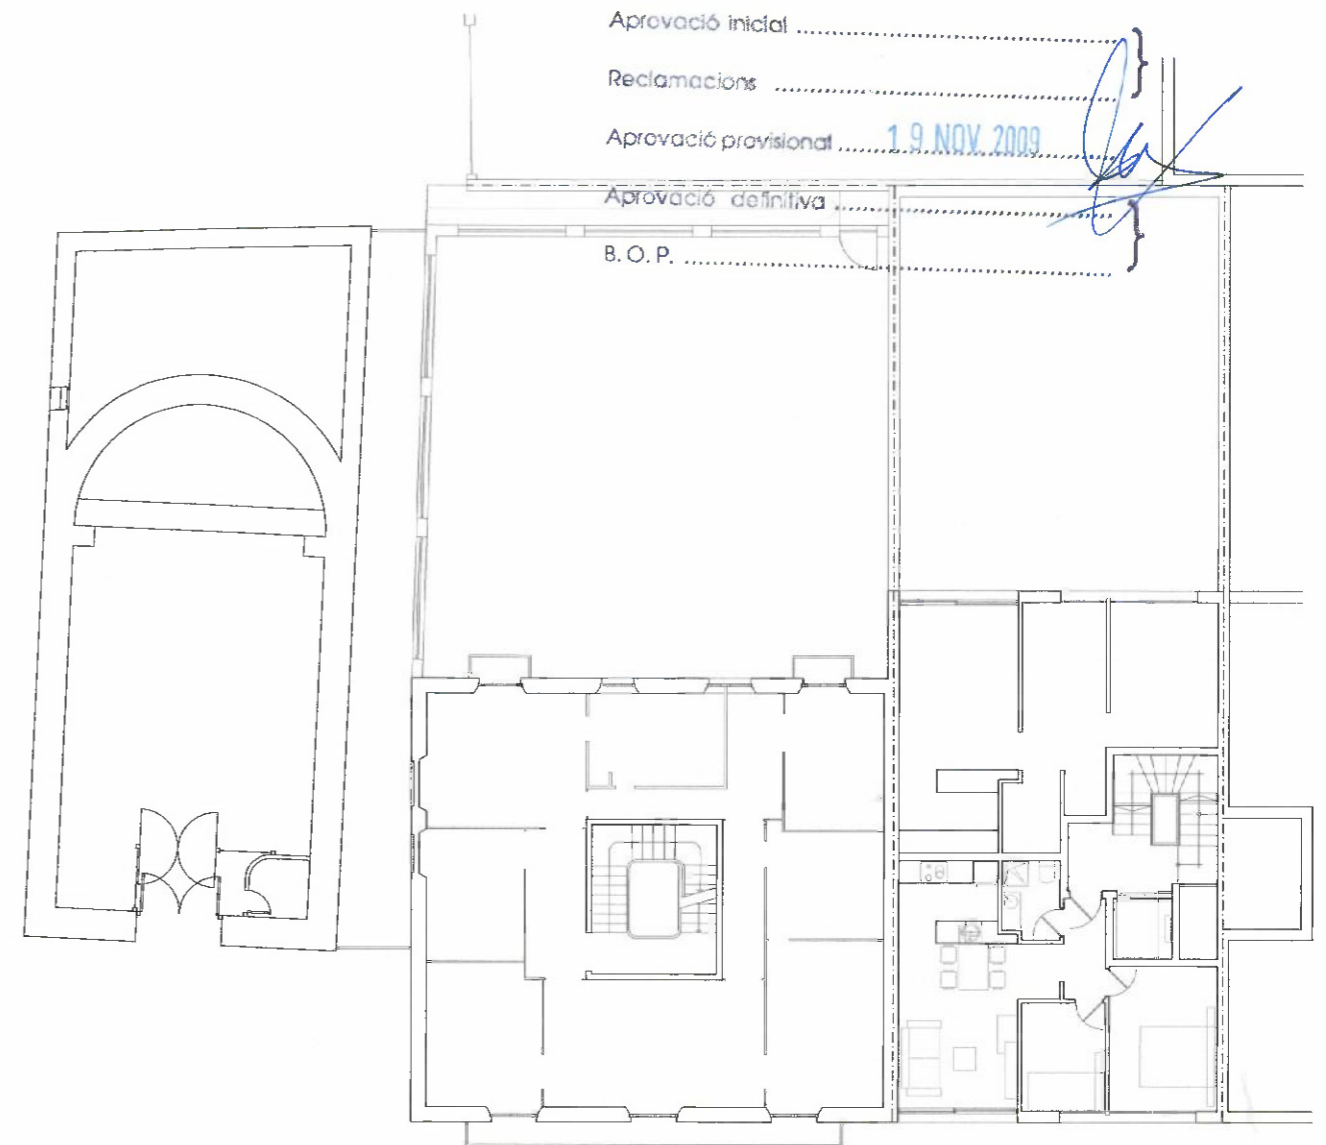 Aprovació inicial ........................................
Reclamacions ........................................
Aprovació provisional ........ 19 NOV. 2009 ........
Aprovació definitiva ........................................
B. O. P. ........................................